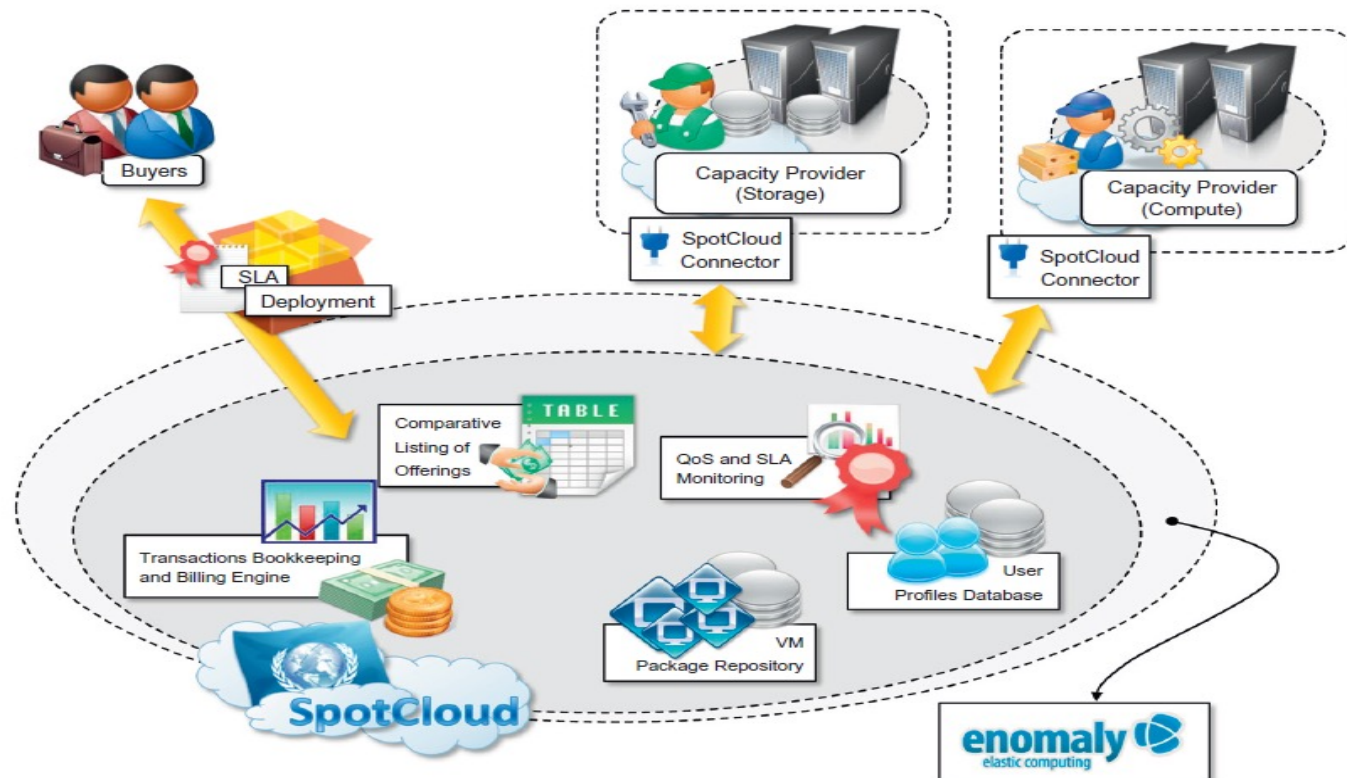 Buyers
SLA
Deployment
Capacity Provider
(Storage)
SpotCloud
Connector
Capacity Provider
(Compute)
SpotCloud
Connector
Comparative
Listing of
Offerings
TABLE
QoS and SLA
Monitoring
Transactions Bookkeeping
and Billing Engine
User
Profiles Database
VM
Package Repository
SpotCloud
enomaly
elastic computing